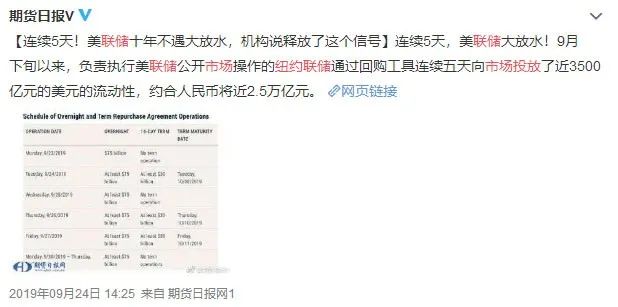 期货日报V
【连续5天！美联储十年不遇大放水，机构说释放了这个信号】连续5天，美联储大放水！9月
下旬以来，负责执行美联储公开市场操作的纽约联储通过回购工具连续五天向市场投放了近3500
亿元的美元的流动性，约合人民币将近2.5万亿元。 网页链接
Schedule of Overnight and Term Repurchase Agreement Operations
OPERATION DATE OVERNIGHT 14-DAY TERM TERM MATURITY DATE
Monday, 9/23/2019 $75 billion No term operation
Tuesday, 9/24/2019 At least $75 billion At least $30 billion Tuesday, 10/08/2019
Wednesday, 9/25/2019 At least $75 billion No term operation
Thursday, 9/26/2019 At least $75 billion At least $30 billion Thursday, 10/10/2019
Friday, 9/27/2019 At least $75 billion At least $30 billion Friday, 10/11/2019
Monday, 9/30/2019 – Thursday, At least $75 billion No term operations
期货日报网
2019年09月24日 14:25 来自 期货日报网1